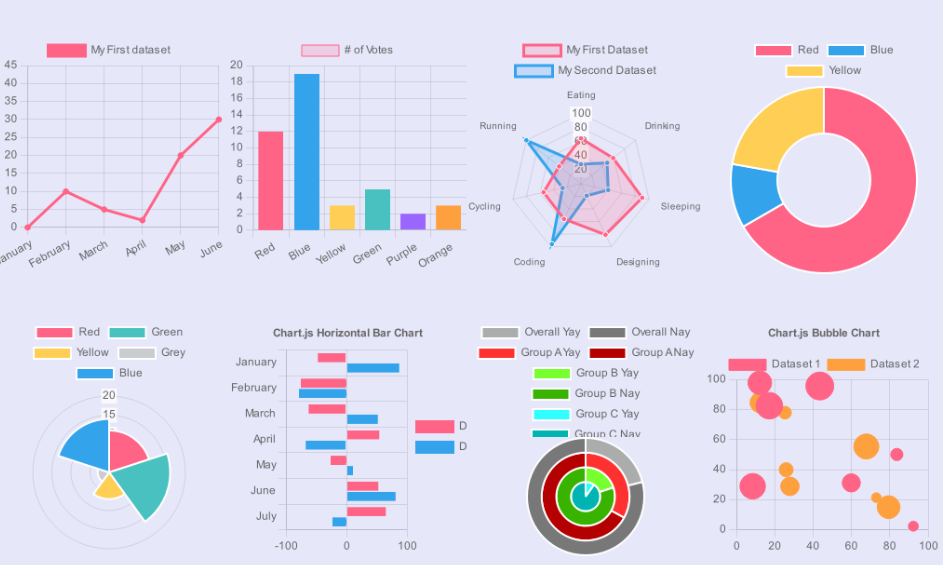 My First dataset
45
40
35
30
25
20
15
10
5
0
January
February
March
April
May
June
# of Votes
20
18
16
14
12
10
8
6
4
2
0
Red
Blue
Yellow
Green
Purple
Orange
My First Dataset
My Second Dataset
Eating
Running
Drinking
100
80
60
40
20
Cycling
Sleeping
Coding
Designing
Red
Blue
Yellow
Red
Green
Yellow
Grey
Blue
20
15
Chart.js Horizontal Bar Chart
January
February
March
April
May
June
July
-100
0
100
D
D
Overall Yay
Overall Nay
Group A Yay
Group A Nay
Group B Yay
Group B Nay
Group C Yay
Group C Nay
Chart.js Bubble Chart
Dataset 1
Dataset 2
100
80
60
40
20
0
0
20
40
60
80
100